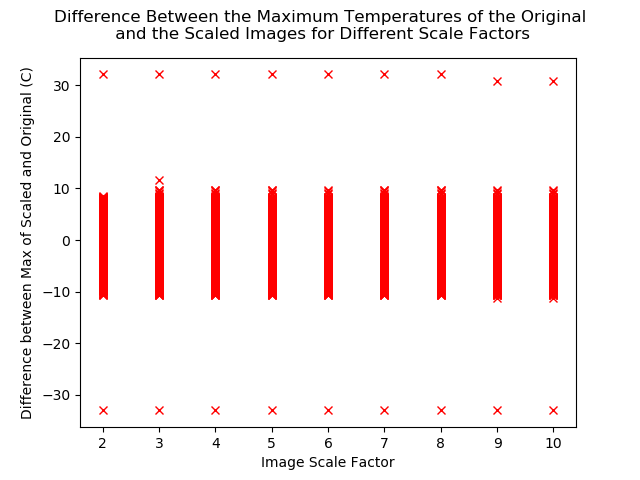 Difference Between the Maximum Temperatures of the Original
and the Scaled Images for Different Scale Factors
Difference between Max of Scaled and Original (C)
30
20
10
0
−10
−20
−30
2 3 4 5 6 7 8 9 10
Image Scale Factor